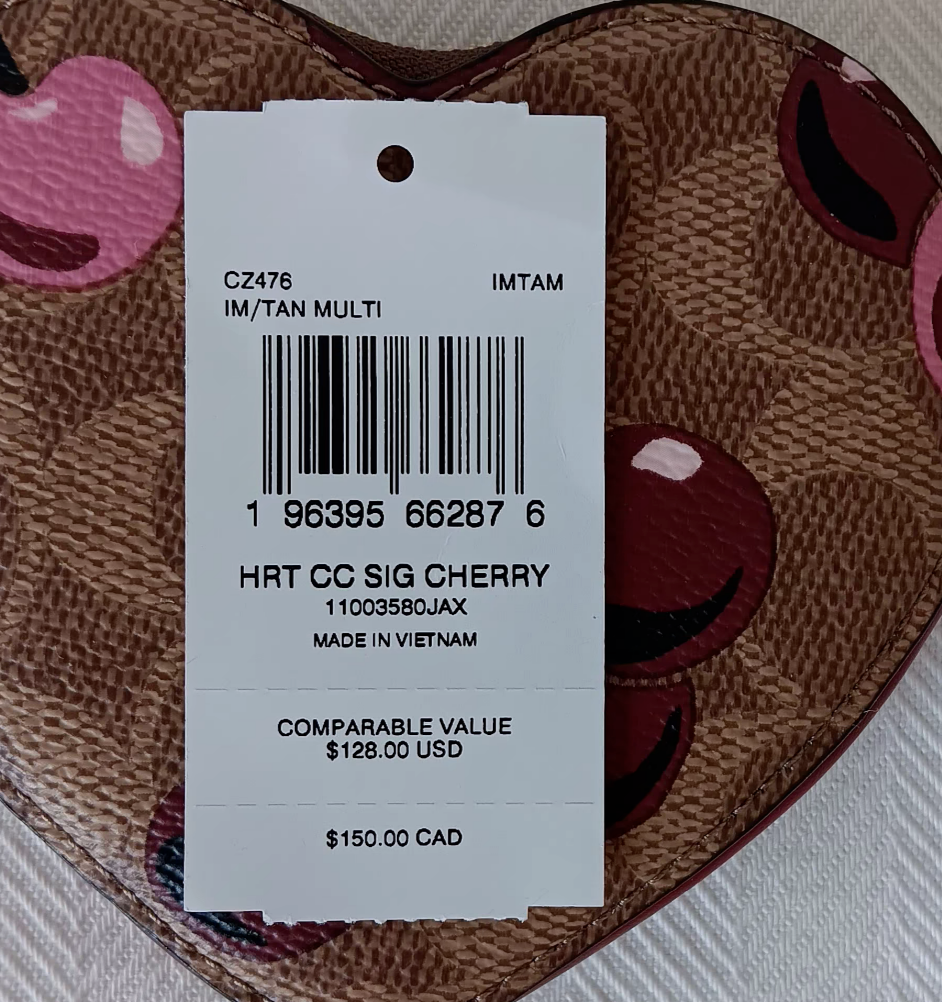 CZ476 IMTAM
IM/TAN MULTI
1 96395 66287 6
HRT CC SIG CHERRY
11003580JAX
MADE IN VIETNAM
COMPARABLE VALUE
$128.00 USD
$150.00 CAD